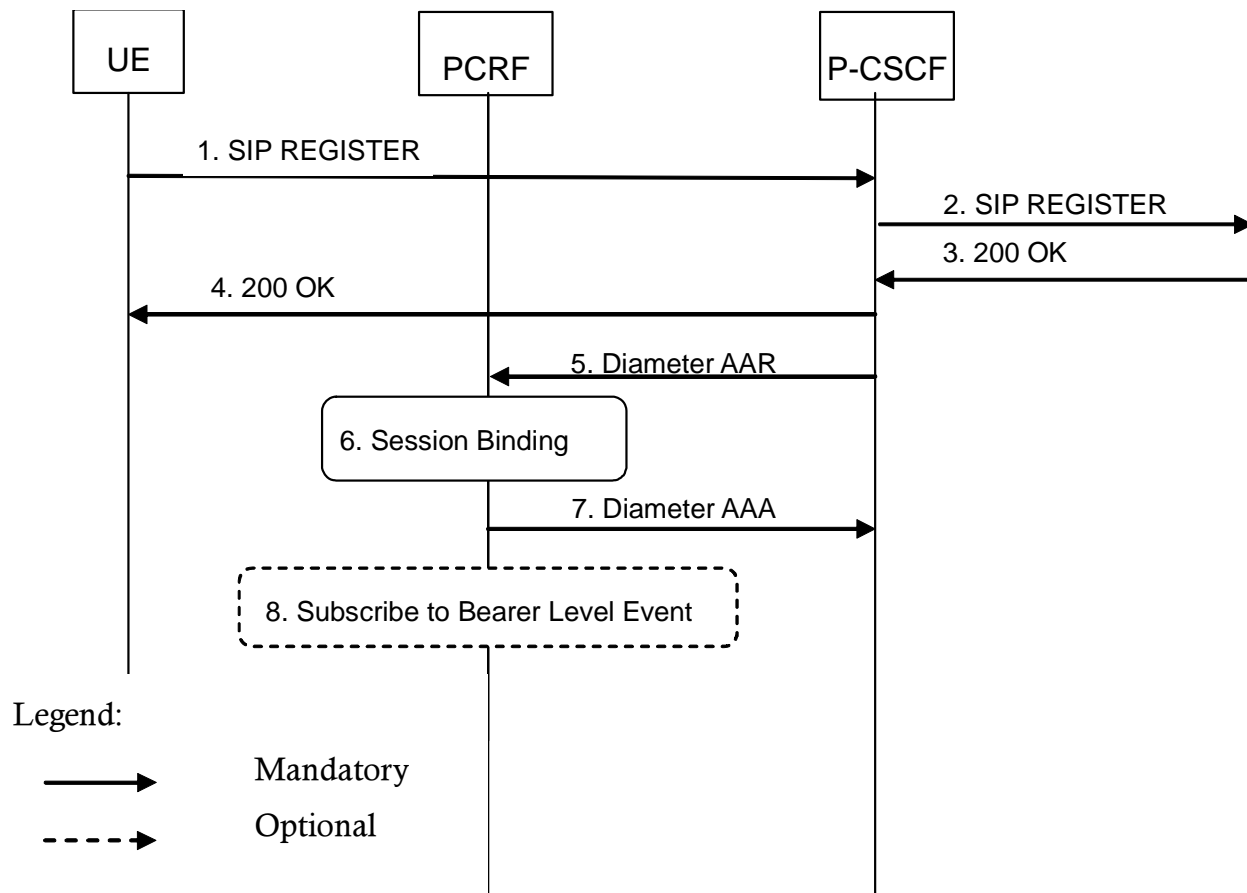 UE
PCRF
P-CSCF
1. SIP REGISTER
2. SIP REGISTER
3. 200 OK
4. 200 OK
5. Diameter AAR
6. Session Binding
7. Diameter AAA
8. Subscribe to Bearer Level Event
Legend:
Mandatory
Optional